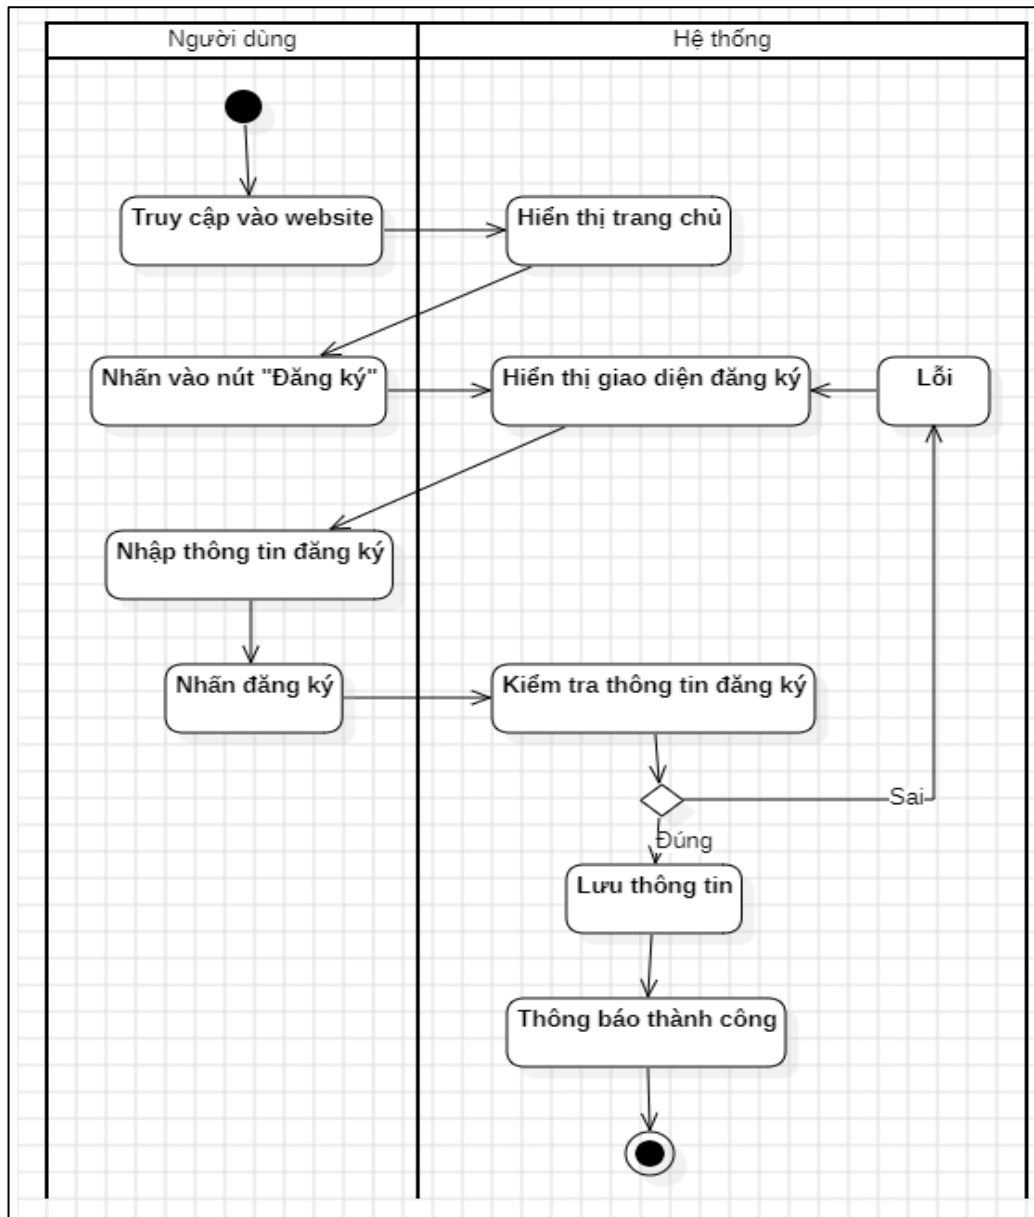 Người dùng
Hệ thống
Truy cập vào website
Hiển thị trang chủ
Nhấn vào nút "Đăng ký"
Hiển thị giao diện đăng ký
Lỗi
Nhập thông tin đăng ký
Nhấn đăng ký
Kiểm tra thông tin đăng ký
Sai
Đúng
Lưu thông tin
Thông báo thành công